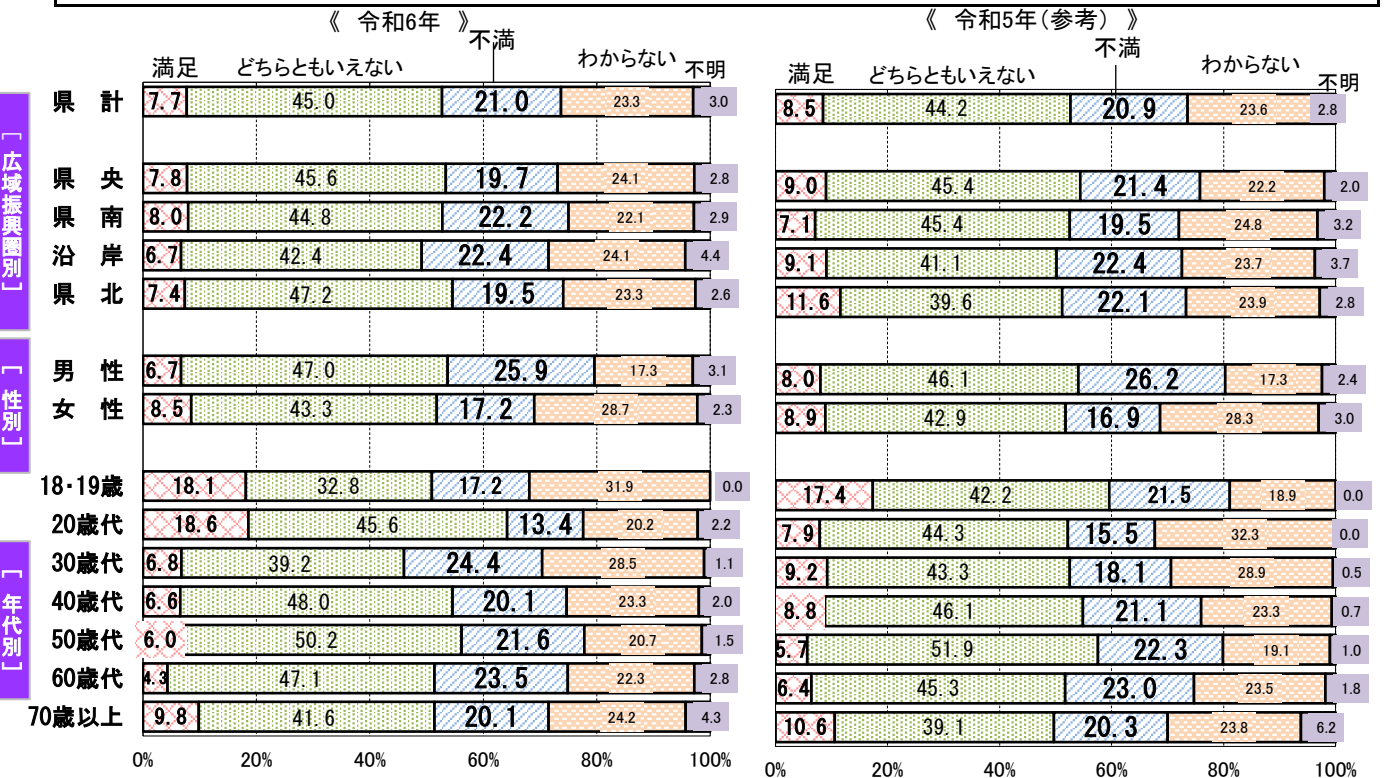 《 令和6年 》
満足 どちらともいえない 不満 わからない 不明
県 計 7.7 45.0 21.0 23.3 3.0
[広域振興圏別]
県 央 7.8 45.6 19.7 24.1 2.8
県 南 8.0 44.8 22.2 22.1 2.9
沿 岸 6.7 42.4 22.4 24.1 4.4
県 北 7.4 47.2 19.5 23.3 2.6
[性別]
男 性 6.7 47.0 25.9 17.3 3.1
女 性 8.5 43.3 17.2 28.7 2.3
[年代別]
18・19歳 18.1 32.8 17.2 31.9 0.0
20歳代 18.6 45.6 13.4 20.2 2.2
30歳代 6.8 39.2 24.4 28.5 1.1
40歳代 6.6 48.0 20.1 23.3 2.0
50歳代 6.0 50.2 21.6 20.7 1.5
60歳代 4.3 47.1 23.5 22.3 2.8
70歳以上 9.8 41.6 20.1 24.2 4.3
0% 20% 40% 60% 80% 100%
《 令和5年(参考) 》
満足 どちらともいえない 不満 わからない 不明
8.5 44.2 20.9 23.6 2.8
9.0 45.4 21.4 22.2 2.0
7.1 45.4 19.5 24.8 3.2
9.1 41.1 22.4 23.7 3.7
11.6 39.6 22.1 23.9 2.8
8.0 46.1 26.2 17.3 2.4
8.9 42.9 16.9 28.3 3.0
17.4 42.2 21.5 18.9 0.0
7.9 44.3 15.5 32.3 0.0
9.2 43.3 18.1 28.9 0.5
8.8 46.1 21.1 23.3 0.7
5.7 51.9 22.3 19.1 1.0
6.4 45.3 23.0 23.5 1.8
10.6 39.1 20.3 23.8 6.2
0% 20% 40% 60% 80% 100%